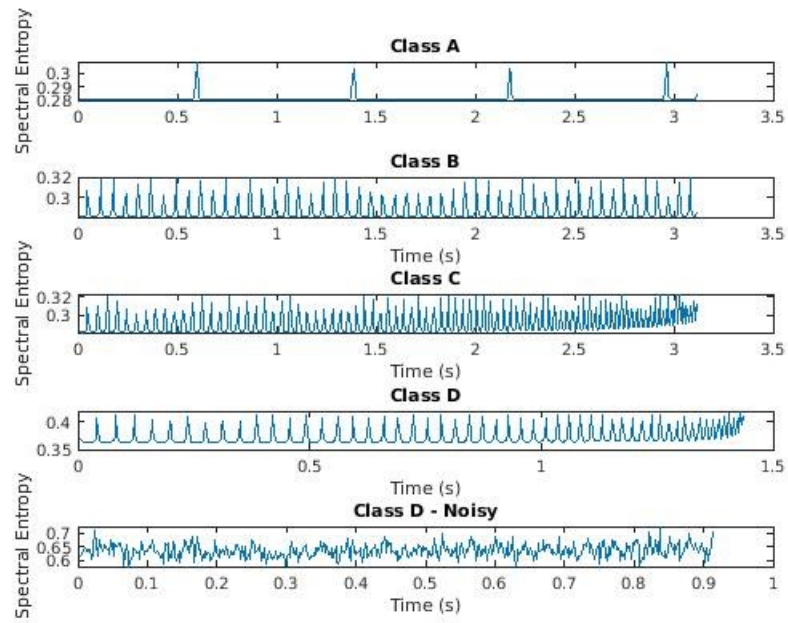 Class A
Spectral Entropy
0.3
0.29
0.28
0 0.5 1 1.5 2 2.5 3 3.5
Class B
0.32
0.3
0 0.5 1 1.5 2 2.5 3 3.5
Time (s)
Class C
Spectral Entropy
0.32
0.3
0 0.5 1 1.5 2 2.5 3 3.5
Time (s)
Class D
0.4
0.35
0 0.5 1 1.5
Time (s)
Class D - Noisy
Spectral Entropy
0.7
0.65
0.6
0 0.1 0.2 0.3 0.4 0.5 0.6 0.7 0.8 0.9 1
Time (s)